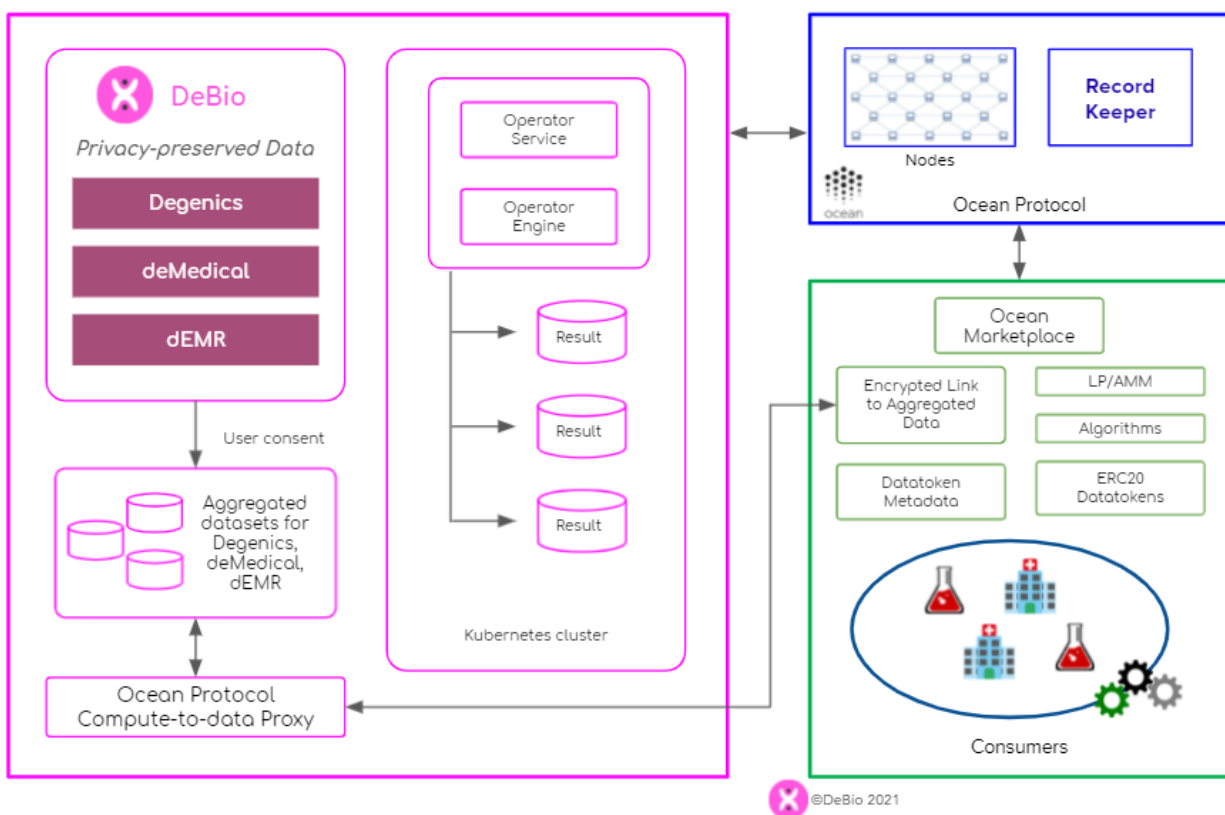 DeBio
Privacy-preserved Data
Degenics
deMedical
dEMR
User consent
Aggregated
datasets for
Degenics,
deMedical,
dEMR
Ocean Protocol
Compute-to-data Proxy
Operator
Service
Operator
Engine
Result
Result
Result
Kubernetes cluster
Nodes
Record
Keeper
ocean
Ocean Protocol
Ocean
Marketplace
Encrypted Link
to Aggregated
Data
LP/AMM
Algorithms
Datatoken
Metadata
ERC20
Datatokens
Consumers
©DeBio 2021